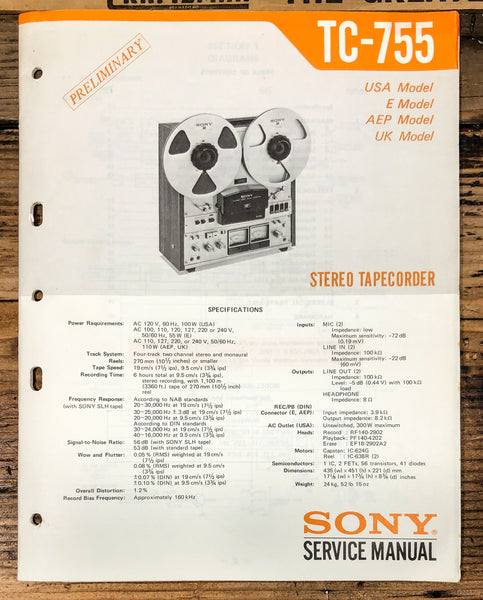 THE
TC-755
PRELIMINARY
USA Model
E Model
AEP Model
UK Model
SONY
SONY
SONY
STEREO TAPECORDER
SPECIFICATIONS
Power Requirements: AC 120 V, 60 Hz, 100 W (USA)
AC 100, 110, 120, 127, 220 or 240 V,
50/60 Hz, 55 W (E)
AC 110, 127, 220, or 240 V, 50/60 Hz,
110 W (AEP, UK)
Track System: Four-track two-channel stereo and monaural
Reels: 270 mm (10½ inches) or smaller
Tape Speed: 19 cm/s (7½ ips), 9.5 cm/s (3¾ ips)
Recording Time: 6 hours total at 9.5 cm/s (3¾ ips),
stereo recording, with 1,100 m
(3360 ft.) tape of 270 mm (10½ inch)
reel
Frequency Response: According to NAB standards
(with SONY SLH tape) 20–30,000 Hz at 19 cm/s (7½ ips)
30–25,000 Hz ± 3 dB at 19 cm/s (7½ ips)
20–20,000 Hz at 9.5 cm/s (3¾ ips)
According to DIN standards
30–24,000 Hz at 19 cm/s (7½ ips)
40–16,000 Hz at 9.5 cm/s (3¾ ips)
Signal-to-Noise Ratio: 56 dB (with SONY SLH tape)
53 dB (with standard tape)
Wow and Flutter: 0.05 % (RMS) weighted at 19 cm/s
(7½ ips)
0.08 % (RMS) weighted at 9.5 cm/s
(3¾ ips)
±0.07 % (DIN) at 19 cm/s (7½ ips)
±0.10 % (DIN) at 9.5 cm/s (3¾ ips)
Overall Distortion: 1.2 %
Record Bias Frequency: Approximately 160 kHz
Inputs: MIC (2)
Impedance: low
Maximum sensitivity: −72 dB
(0.19 mV)
LINE IN (2)
Impedance: 100 kΩ
Maximum sensitivity: −22 dB
(60 mV)
Outputs: LINE OUT (2)
Impedance: 100 kΩ
Level: -5 dB (0.44 V) with 100 kΩ
load
HEADPHONE
Impedance: 8 Ω
REC/PB (DIN)
Connector (E, AEP): Input impedance: 3.9 kΩ
Output impedance: 8.2 kΩ
AC Outlet (USA): Unswitched, 300W maximum
Heads: Record : RF140-2902
Playback: PF140-4202
Erase : EF18-2902A2
Motors: Capstan: IC-624G
Reel : IC-63BR (2)
Semiconductors: 1 IC, 2 FETs, 56 transistors, 41 diodes
Dimensions: 435 (w) × 451 (h) × 221 (d) mm
17⅛ (w) × 17¾ (h) × 8¾ (d) inches
Weight: 24 kg, 52 lb 15 oz
SONY®
SERVICE MANUAL